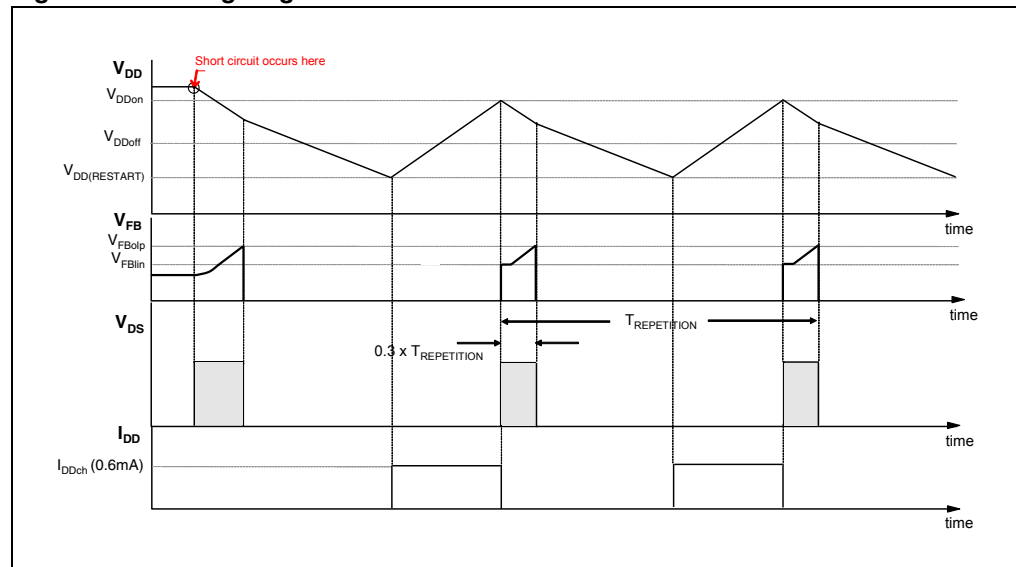 Short circuit occurs here
VDD
VDDon
VDDoff
VDD(RESTART)
time
VFB
VFBolp
VFBlin
time
VDS
TREPETITION
0.3 x TREPETITION
time
IDD
IDDch (0.6mA)
time